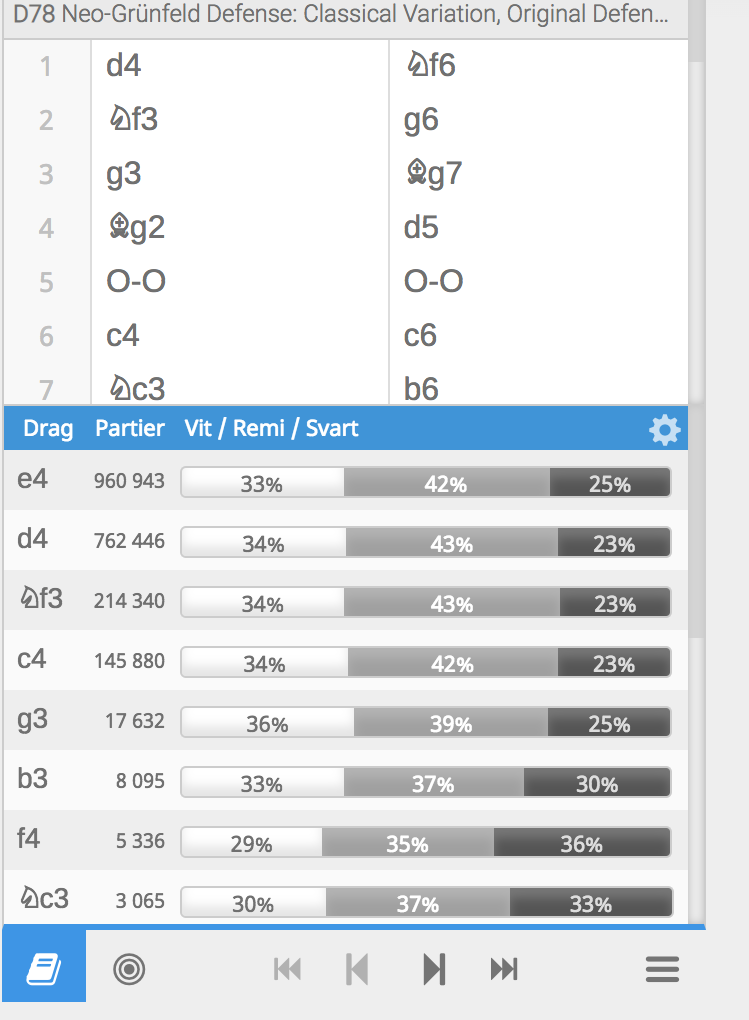 D78 Neo-Grünfeld Defense: Classical Variation, Original Defen...
1 d4 ♘f6
2 ♘f3 g6
3 g3 ♗g7
4 ♗g2 d5
5 O-O O-O
6 c4 c6
7 ♘c3 b6
Drag Partier Vit / Remi / Svart
e4 960 943 33% 42% 25%
d4 762 446 34% 43% 23%
♘f3 214 340 34% 43% 23%
c4 145 880 34% 42% 23%
g3 17 632 36% 39% 25%
b3 8 095 33% 37% 30%
f4 5 336 29% 35% 36%
♘c3 3 065 30% 37% 33%